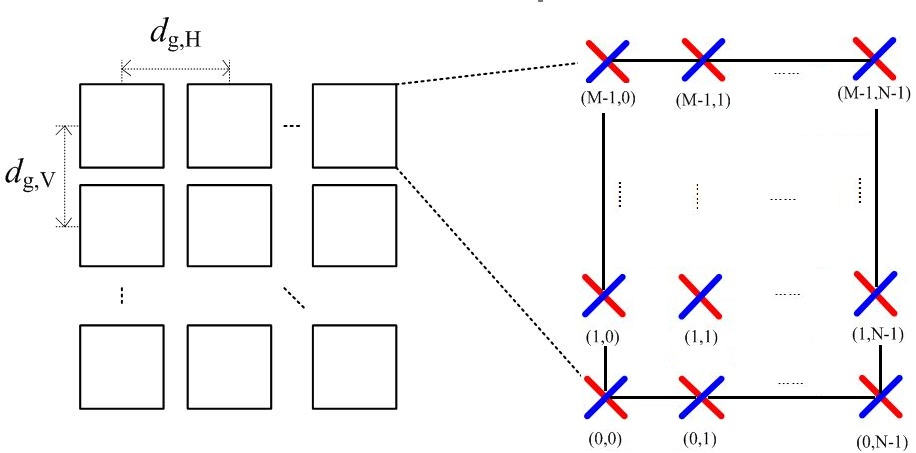 d_g,H
d_g,V
(M-1,0)
(M-1,1)
(M-1,N-1)
(1,0)
(1,1)
(1,N-1)
(0,0)
(0,1)
(0,N-1)